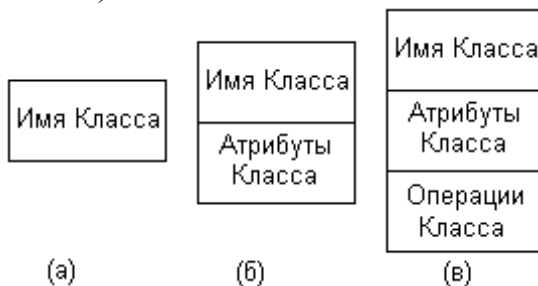 Имя Класса
Имя Класса
Атрибуты
Класса
Имя Класса
Атрибуты
Класса
Операции
Класса
(а)
(б)
(в)